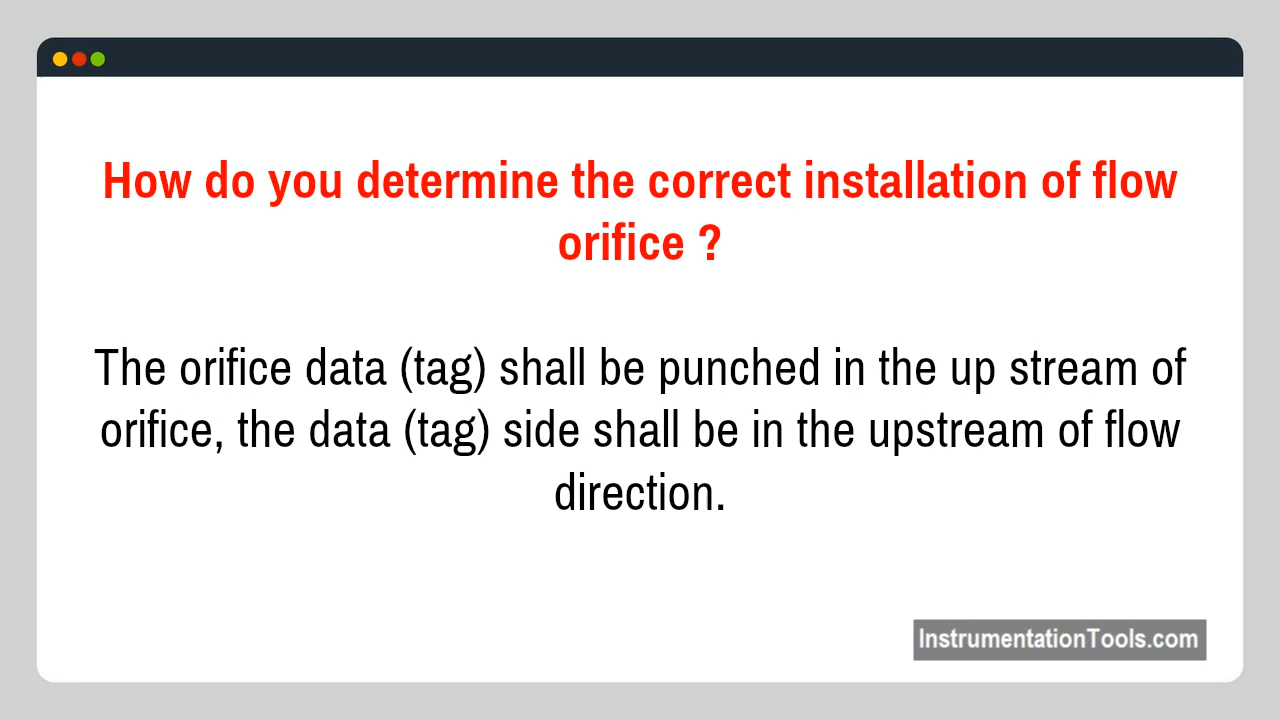 How do you determine the correct installation of flow
orifice ?
The orifice data (tag) shall be punched in the up stream of
orifice, the data (tag) side shall be in the upstream of flow
direction.
InstrumentationTools.com